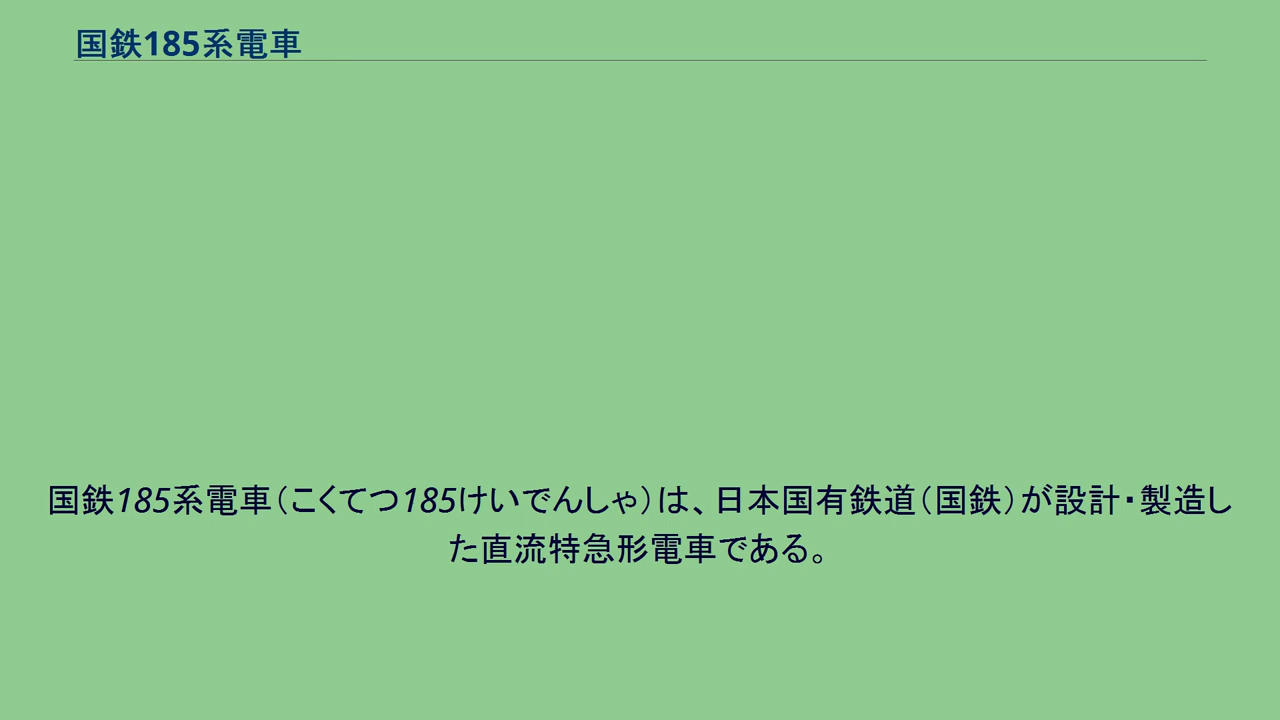 国鉄185系電車
国鉄185系電車（こくてつ185けいでんしゃ）は、日本国有鉄道（国鉄）が設計・製造し
た直流特急形電車である。